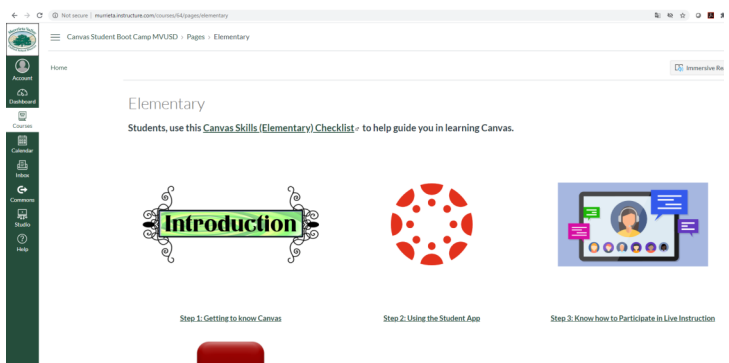 Not secure | murrieta.instructure.com/courses/64/pages/elementary
Canvas Student Boot Camp MVUSD > Pages > Elementary
Home
Immersive Re
Account
Dashboard
Courses
Calendar
Inbox
Commons
Studio
Help
Elementary
Students, use this Canvas Skills (Elementary) Checklist to help guide you in learning Canvas.
Introduction
Step 1: Getting to know Canvas
Step 2: Using the Student App
Step 3: Know how to Participate in Live Instruction